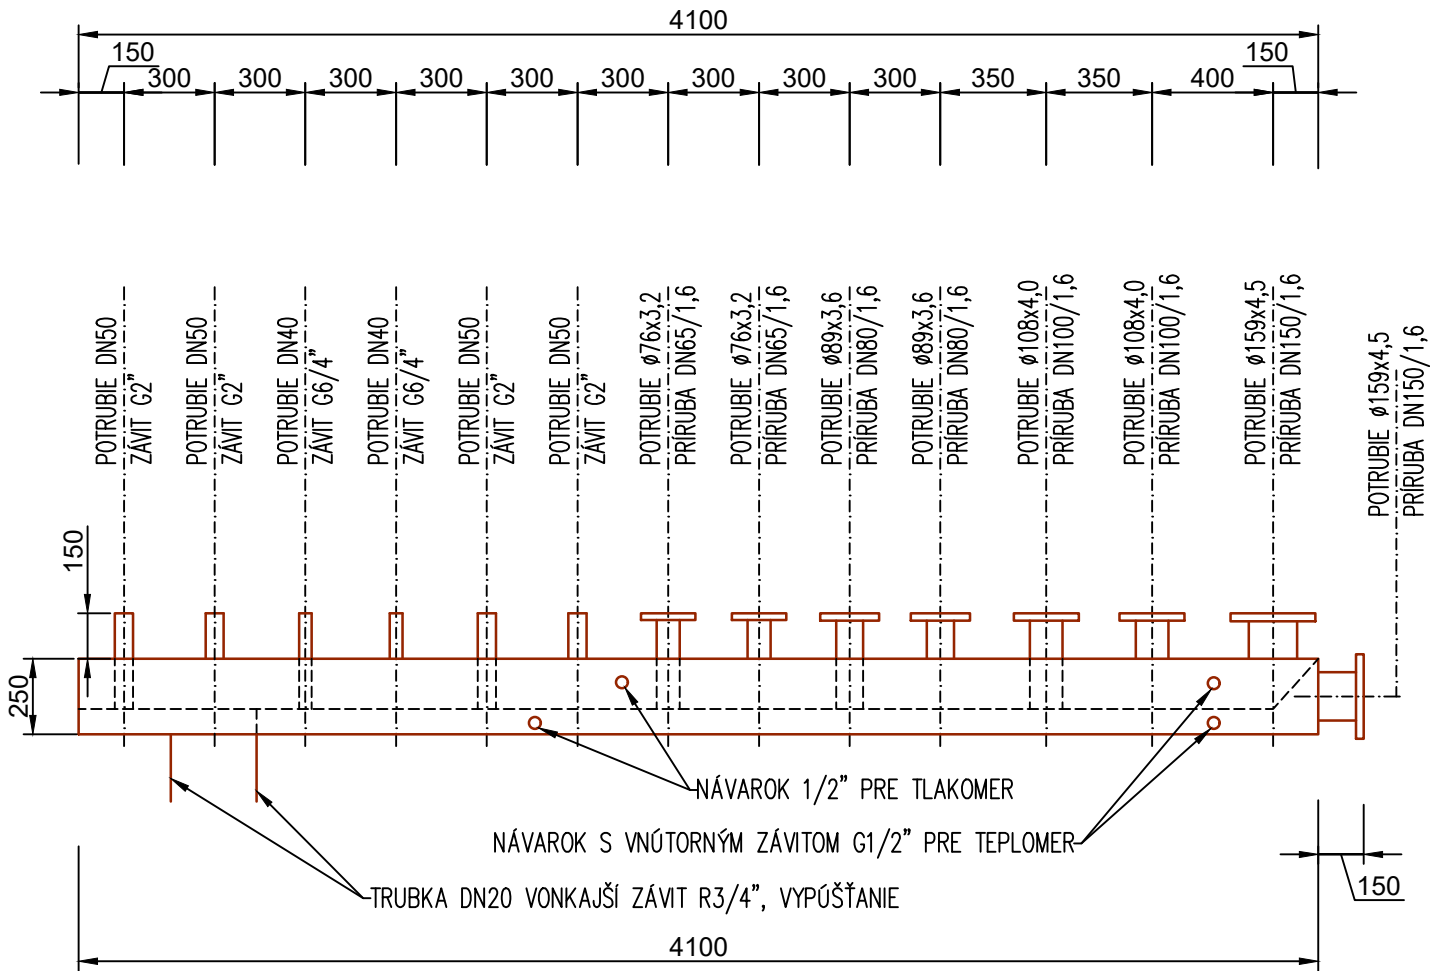 4100
150
300
300
300
300
300
300
300
300
300
350
350
400
150
POTRUBIE DN50
ZÁVIT G2"
POTRUBIE DN50
ZÁVIT G2"
POTRUBIE DN40
ZÁVIT G6/4"
POTRUBIE DN40
ZÁVIT G6/4"
POTRUBIE DN50
ZÁVIT G2"
POTRUBIE DN50
ZÁVIT G2"
POTRUBIE ø76x3,2
PRÍRUBA DN65/1,6
POTRUBIE ø76x3,2
PRÍRUBA DN65/1,6
POTRUBIE ø89x3,6
PRÍRUBA DN80/1,6
POTRUBIE ø89x3,6
PRÍRUBA DN80/1,6
POTRUBIE ø108x4,0
PRÍRUBA DN100/1,6
POTRUBIE ø108x4,0
PRÍRUBA DN100/1,6
POTRUBIE ø159x4,5
PRÍRUBA DN150/1,6
POTRUBIE ø159x4,5
PRÍRUBA DN150/1,6
150
250
NÁVAROK 1/2" PRE TLAKOMER
NÁVAROK S VNÚTORNÝM ZÁVITOM G1/2" PRE TEPLOMER
TRUBKA DN20 VONKAJŠÍ ZÁVIT R3/4", VYPÚŠŤANIE
150
4100